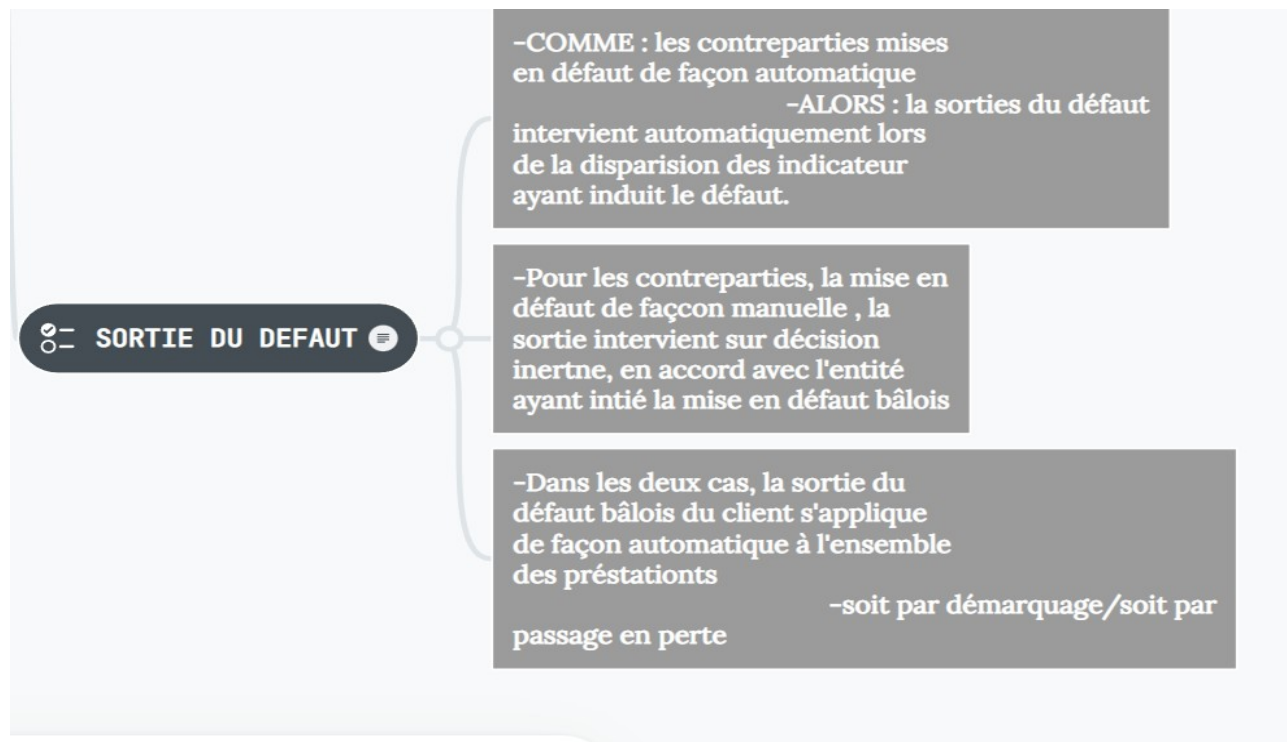 -COMME : les contreparties mises
en défaut de façon automatique
-ALORS : la sorties du défaut
intervient automatiquement lors
de la disparision des indicateur
ayant induit le défaut.
SORTIE DU DEFAUT
-Pour les contreparties, la mise en
défaut de façcon manuelle , la
sortie intervient sur décision
inertne, en accord avec l'entité
ayant intié la mise en défaut bâlois
-Dans les deux cas, la sortie du
défaut bâlois du client s'applique
de façon automatique à l'ensemble
des préstationts
-soit par démarquage/soit par
passage en perte